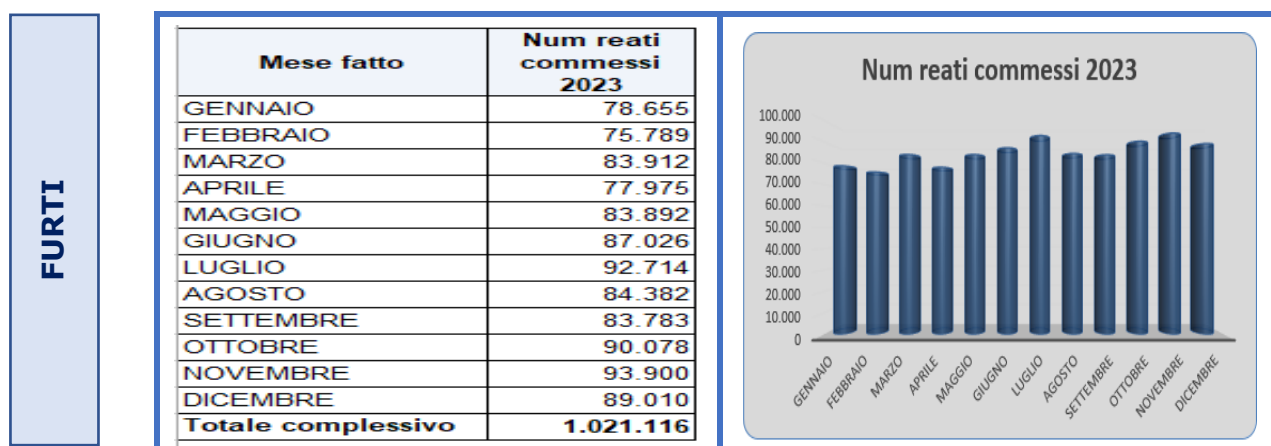 FURTI
Mese fatto Num reati commessi 2023
GENNAIO 78.655
FEBBRAIO 75.789
MARZO 83.912
APRILE 77.975
MAGGIO 83.892
GIUGNO 87.026
LUGLIO 92.714
AGOSTO 84.382
SETTEMBRE 83.783
OTTOBRE 90.078
NOVEMBRE 93.900
DICEMBRE 89.010
Totale complessivo 1.021.116
Num reati commessi 2023
100.000
90.000
80.000
70.000
60.000
50.000
40.000
30.000
20.000
10.000
0
GENNAIO
FEBBRAIO
MARZO
APRILE
MAGGIO
GIUGNO
LUGLIO
AGOSTO
SETTEMBRE
OTTOBRE
NOVEMBRE
DICEMBRE